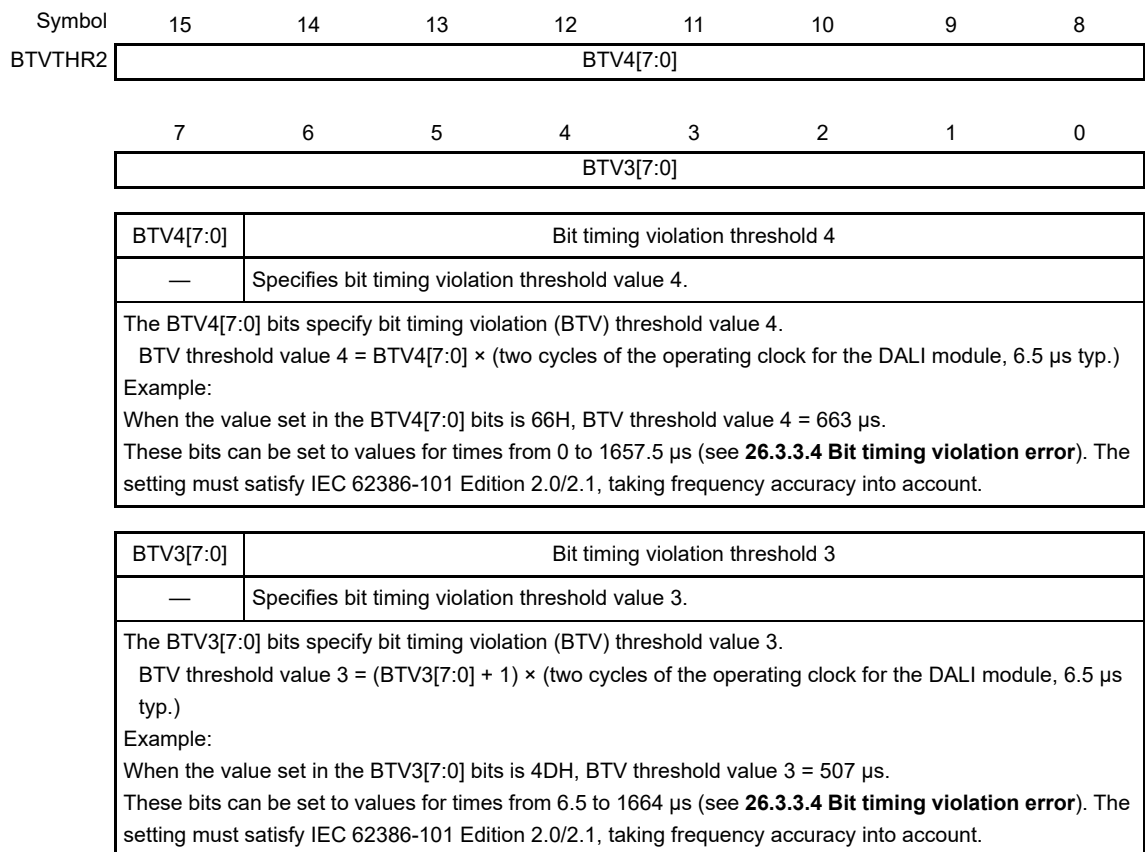 Symbol 15 14 13 12 11 10 9 8
BTVTHR2 BTV4[7:0]
7 6 5 4 3 2 1 0
BTV3[7:0]
BTV4[7:0] Bit timing violation threshold 4
— Specifies bit timing violation threshold value 4.
The BTV4[7:0] bits specify bit timing violation (BTV) threshold value 4.
BTV threshold value 4 = BTV4[7:0] × (two cycles of the operating clock for the DALI module, 6.5 μs typ.)
Example:
When the value set in the BTV4[7:0] bits is 66H, BTV threshold value 4 = 663 μs.
These bits can be set to values for times from 0 to 1657.5 μs (see 26.3.3.4 Bit timing violation error). The
setting must satisfy IEC 62386-101 Edition 2.0/2.1, taking frequency accuracy into account.
BTV3[7:0] Bit timing violation threshold 3
— Specifies bit timing violation threshold value 3.
The BTV3[7:0] bits specify bit timing violation (BTV) threshold value 3.
BTV threshold value 3 = (BTV3[7:0] + 1) × (two cycles of the operating clock for the DALI module, 6.5 μs
typ.)
Example:
When the value set in the BTV3[7:0] bits is 4DH, BTV threshold value 3 = 507 μs.
These bits can be set to values for times from 6.5 to 1664 μs (see 26.3.3.4 Bit timing violation error). The
setting must satisfy IEC 62386-101 Edition 2.0/2.1, taking frequency accuracy into account.